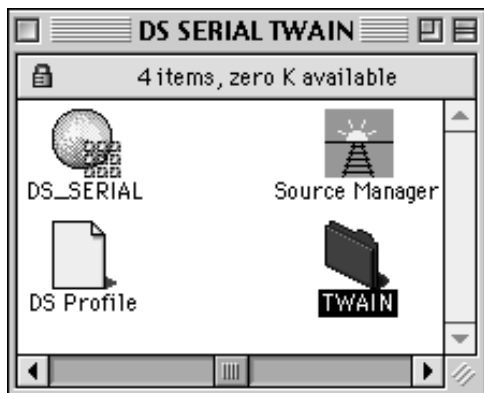 DS SERIAL TWAIN
4 items, zero K available
DS_SERIAL
Source Manager
DS Profile
TWAIN